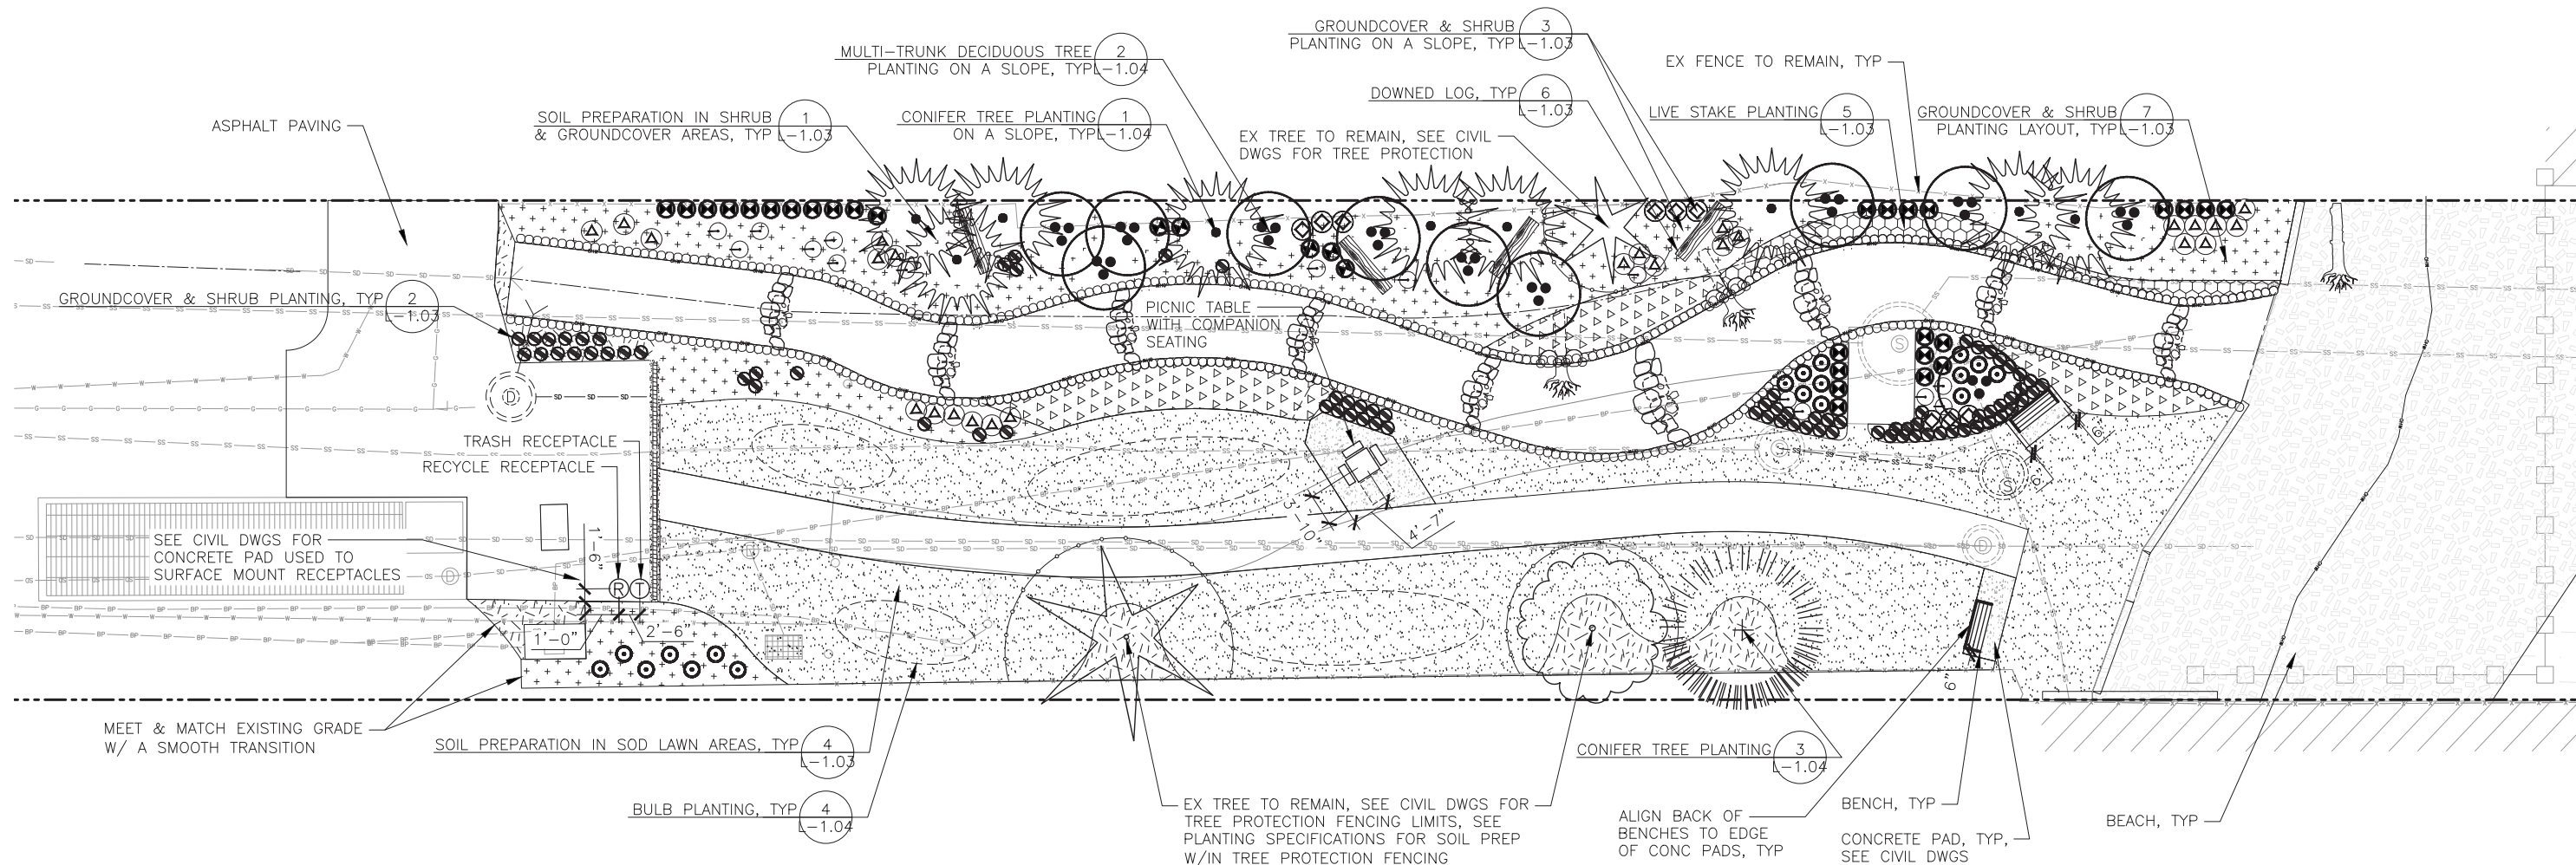 GROUNDCOVER & SHRUB 3
PLANTING ON A SLOPE, TYP L-1.03
MULTI-TRUNK DECIDUOUS TREE 2
PLANTING ON A SLOPE, TYP L-1.04
EX FENCE TO REMAIN, TYP
DOWNED LOG, TYP 6
L-1.03
ASPHALT PAVING
SOIL PREPARATION IN SHRUB 1
& GROUNDCOVER AREAS, TYP L-1.03
CONIFER TREE PLANTING 1
ON A SLOPE, TYP L-1.04
EX TREE TO REMAIN, SEE CIVIL
DWGS FOR TREE PROTECTION
LIVE STAKE PLANTING 5
L-1.03
GROUNDCOVER & SHRUB 7
PLANTING LAYOUT, TYP L-1.03
GROUNDCOVER & SHRUB PLANTING, TYP 2
L-1.03
PICNIC TABLE
WITH COMPANION
SEATING
TRASH RECEPTACLE
RECYCLE RECEPTACLE
SEE CIVIL DWGS FOR
CONCRETE PAD USED TO
SURFACE MOUNT RECEPTACLES
1'-6"
R T
1'-0"
2'-6"
4'-7"
6"
MEET & MATCH EXISTING GRADE
W/ A SMOOTH TRANSITION
SOIL PREPARATION IN SOD LAWN AREAS, TYP 4
L-1.03
BULB PLANTING, TYP 4
L-1.04
EX TREE TO REMAIN, SEE CIVIL DWGS FOR
TREE PROTECTION FENCING LIMITS, SEE
PLANTING SPECIFICATIONS FOR SOIL PREP
W/IN TREE PROTECTION FENCING
CONIFER TREE PLANTING 3
L-1.04
ALIGN BACK OF
BENCHES TO EDGE
OF CONC PADS, TYP
BENCH, TYP
CONCRETE PAD, TYP,
SEE CIVIL DWGS
BEACH, TYP